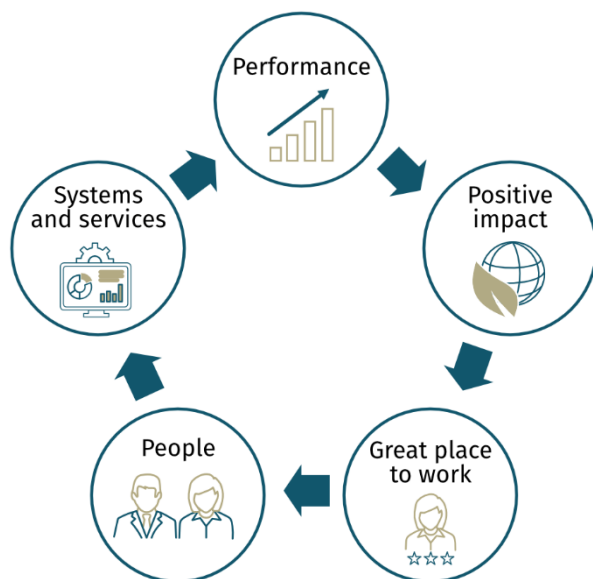 Performance
Positive
impact
Great place
to work
People
Systems
and services